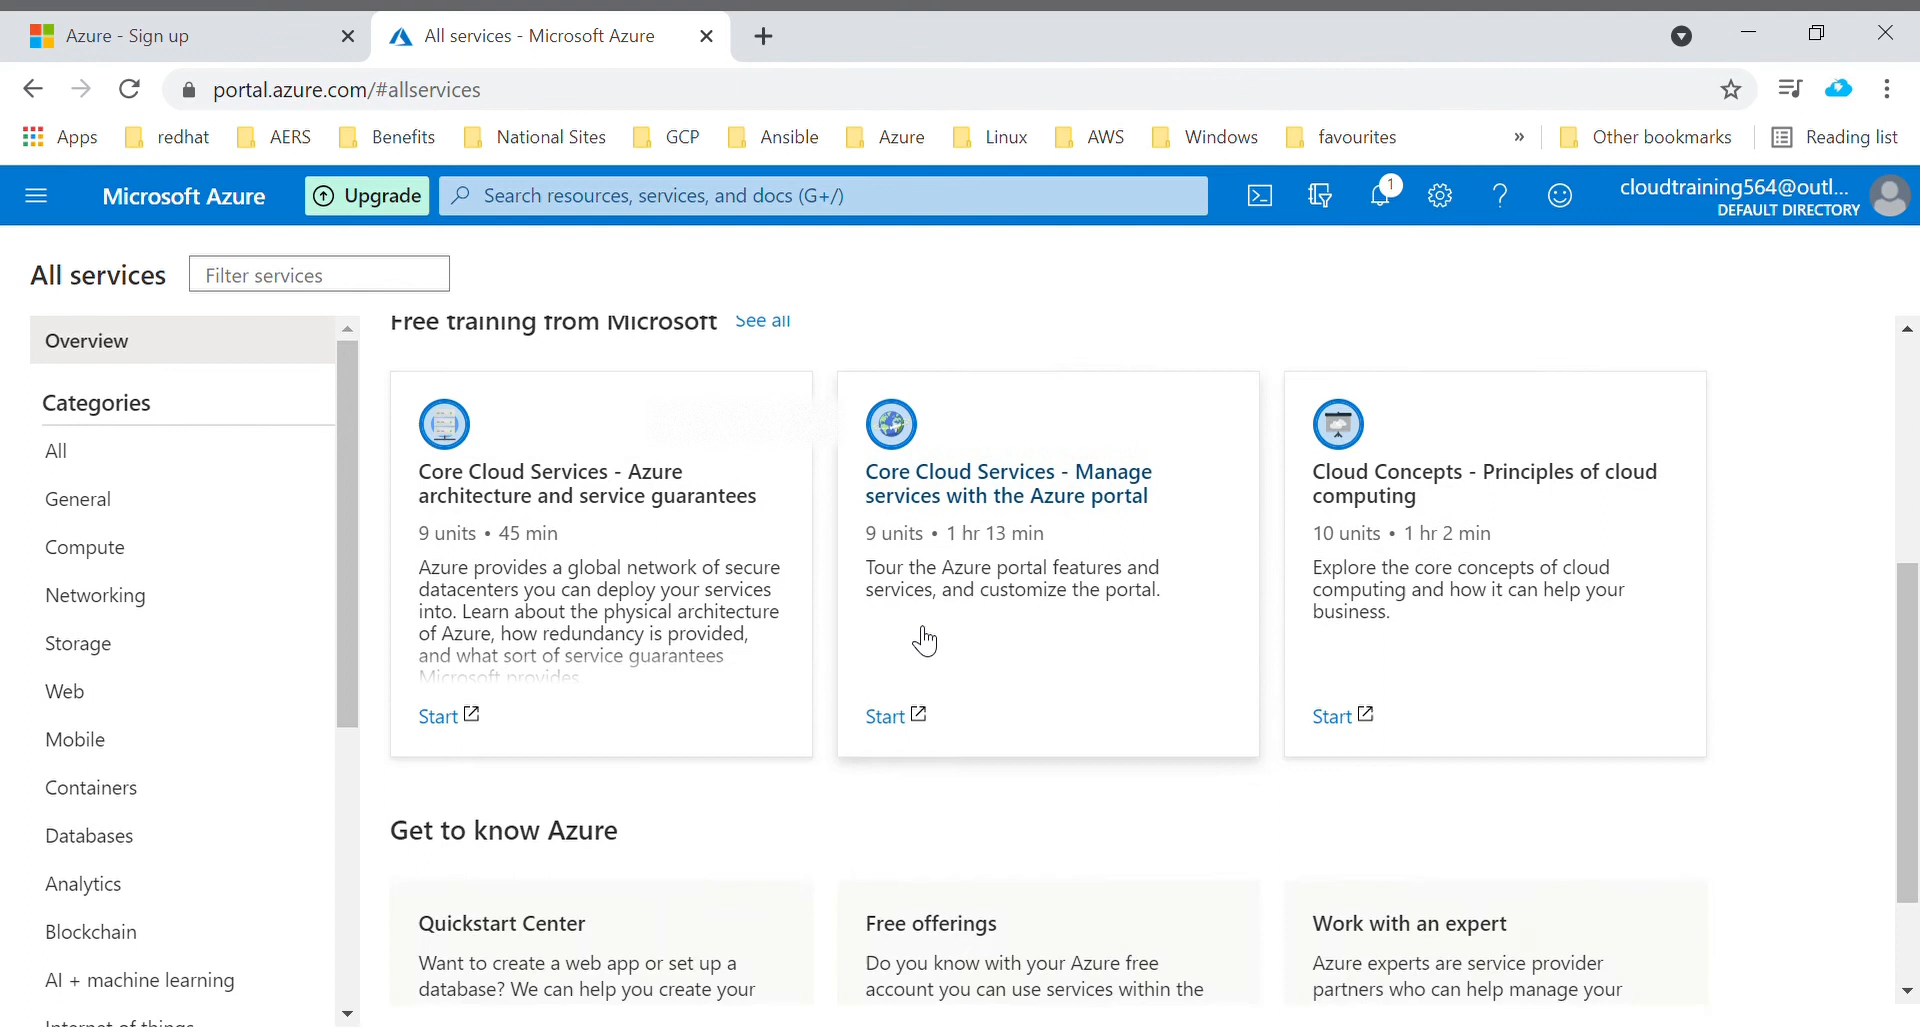 Azure - Sign up
All services - Microsoft Azure
portal.azure.com/#allservices
Apps redhat AERS Benefits National Sites GCP Ansible Azure Linux AWS Windows favourites » Other bookmarks Reading list
Microsoft Azure Upgrade Search resources, services, and docs (G+/) 1 cloudtraining564@outl...
DEFAULT DIRECTORY
All services Filter services
Overview
Categories
All
General
Compute
Networking
Storage
Web
Mobile
Containers
Databases
Analytics
Blockchain
AI + machine learning
Internet of things
Free training from Microsoft See all
Core Cloud Services - Azure
architecture and service guarantees
9 units • 45 min
Azure provides a global network of secure
datacenters you can deploy your services
into. Learn about the physical architecture
of Azure, how redundancy is provided,
and what sort of service guarantees
Microsoft provides.
Start
Core Cloud Services - Manage
services with the Azure portal
9 units • 1 hr 13 min
Tour the Azure portal features and
services, and customize the portal.
Start
Cloud Concepts - Principles of cloud
computing
10 units • 1 hr 2 min
Explore the core concepts of cloud
computing and how it can help your
business.
Start
Get to know Azure
Quickstart Center
Want to create a web app or set up a
database? We can help you create your
Free offerings
Do you know with your Azure free
account you can use services within the
Work with an expert
Azure experts are service provider
partners who can help manage your